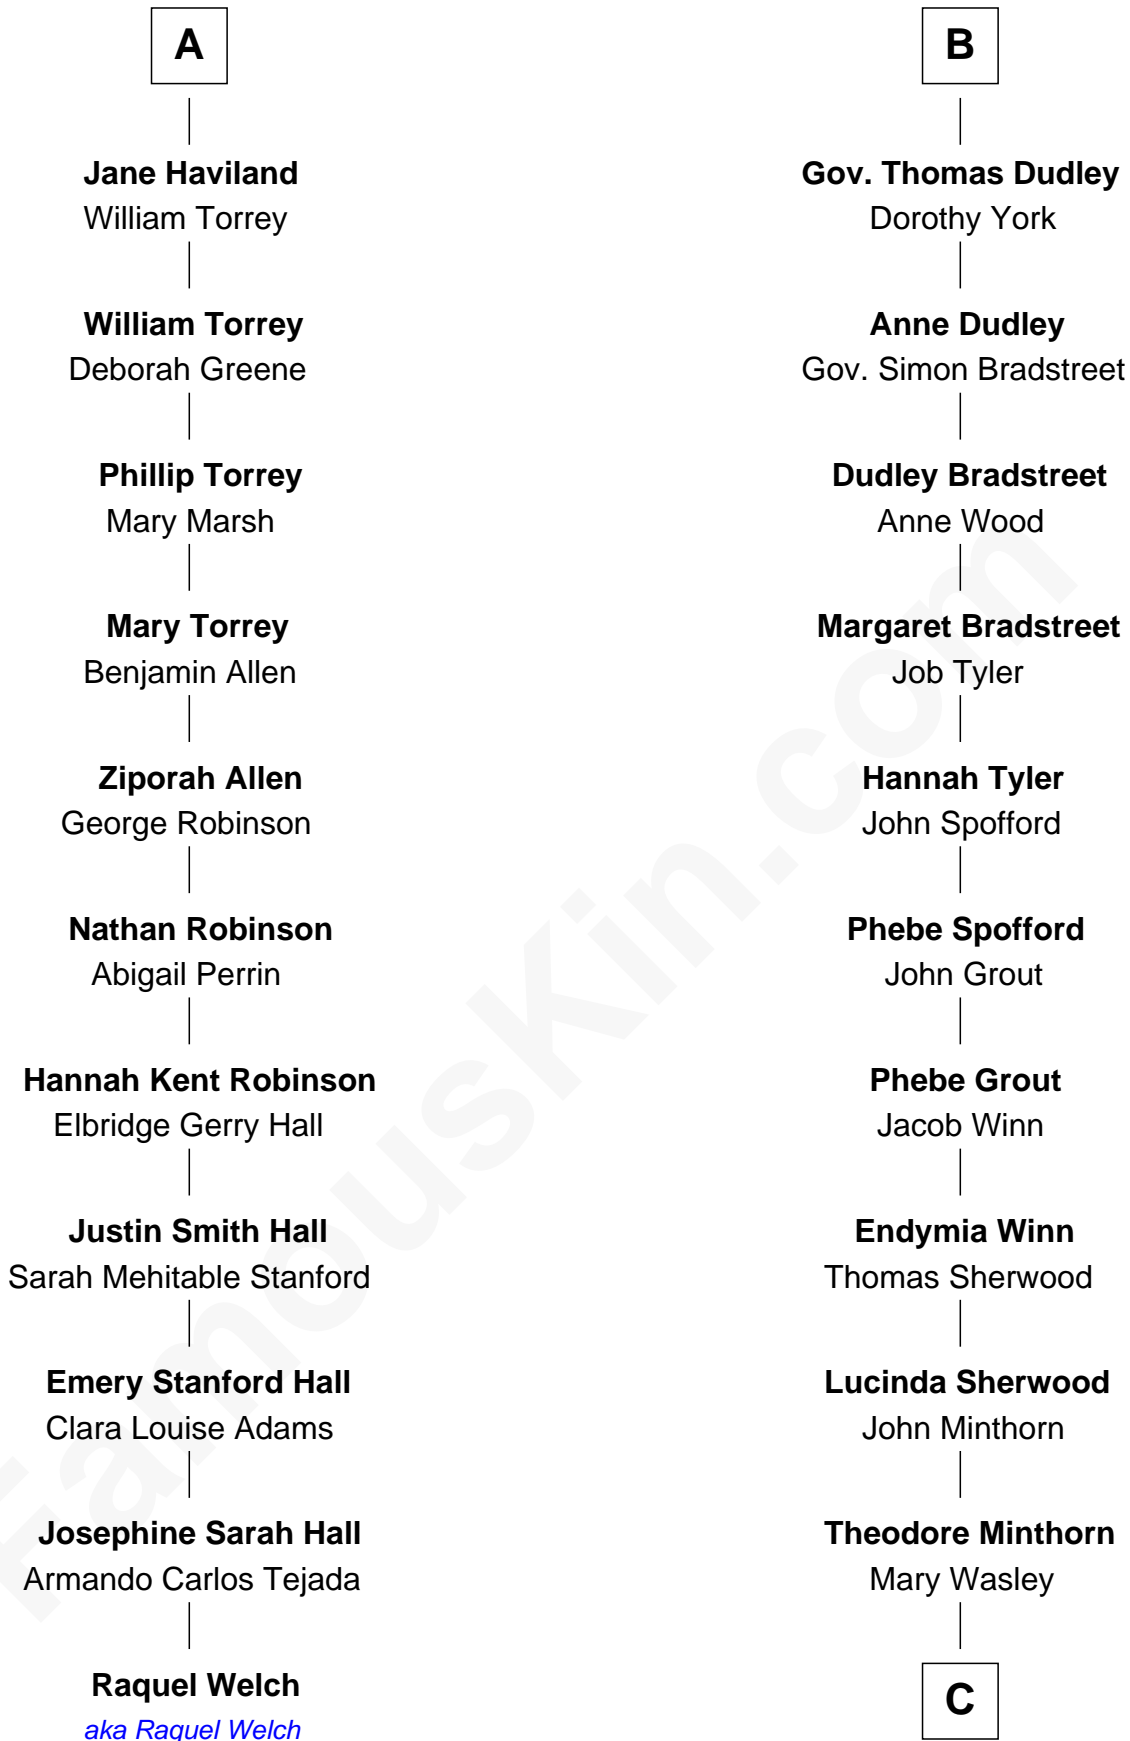 A
Jane Haviland
William Torrey
William Torrey
Deborah Greene
Phillip Torrey
Mary Marsh
Mary Torrey
Benjamin Allen
Ziporah Allen
George Robinson
Nathan Robinson
Abigail Perrin
Hannah Kent Robinson
Elbridge Gerry Hall
Justin Smith Hall
Sarah Mehitable Stanford
Emery Stanford Hall
Clara Louise Adams
Josephine Sarah Hall
Armando Carlos Tejada
Raquel Welch
aka Raquel Welch
B
Gov. Thomas Dudley
Dorothy York
Anne Dudley
Gov. Simon Bradstreet
Dudley Bradstreet
Anne Wood
Margaret Bradstreet
Job Tyler
Hannah Tyler
John Spofford
Phebe Spofford
John Grout
Phebe Grout
Jacob Winn
Endymia Winn
Thomas Sherwood
Lucinda Sherwood
John Minthorn
Theodore Minthorn
Mary Wasley
C
FamousKin.com